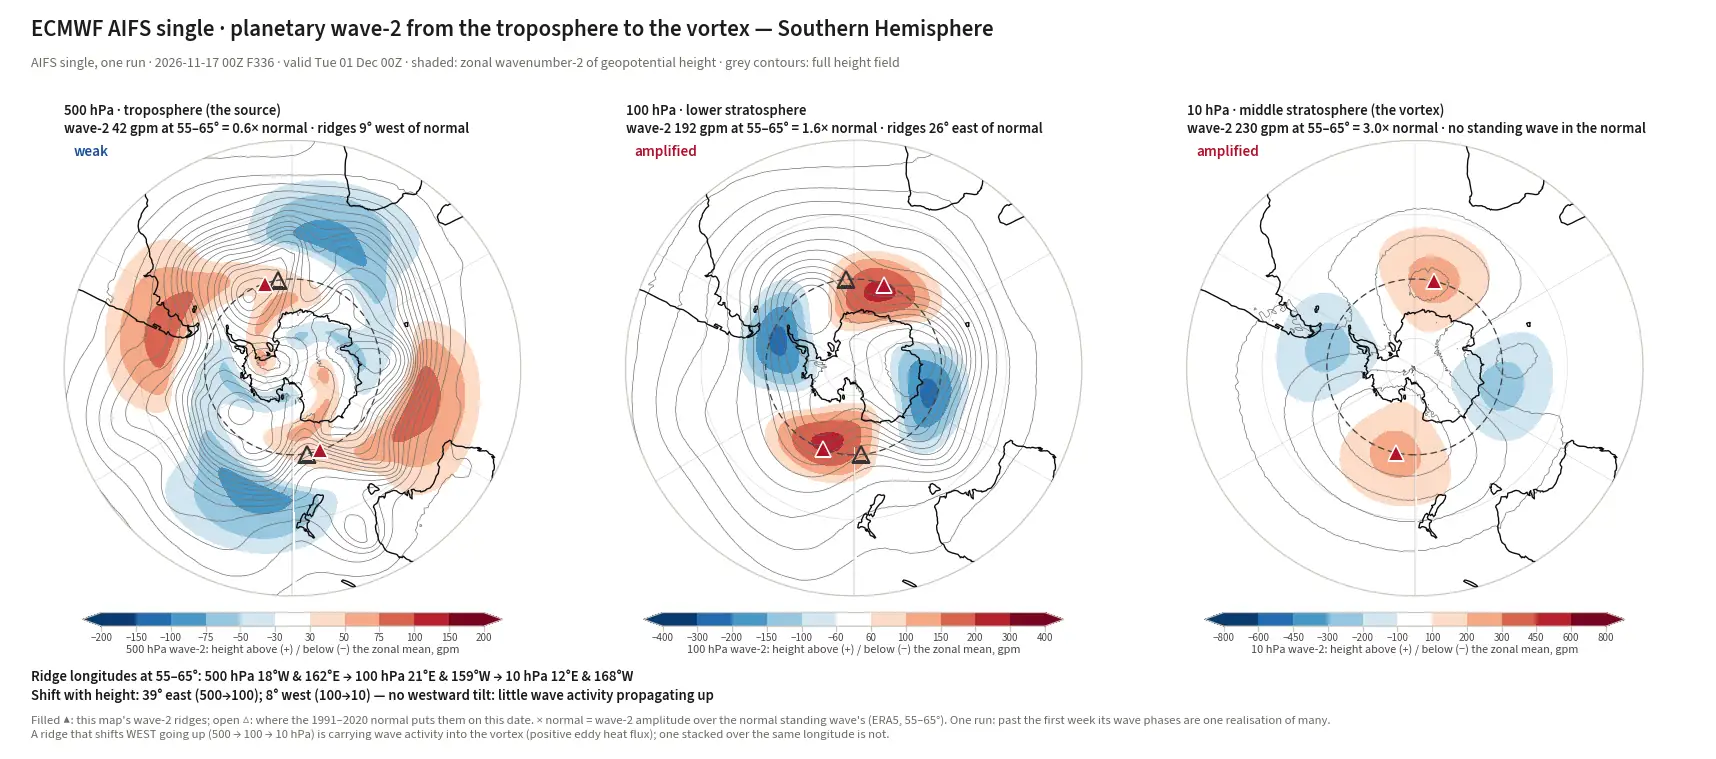 ECMWF AIFS single · planetary wave-2 from the troposphere to the vortex — Southern Hemisphere
AIFS single, one run · 2026-11-17 00Z F336 · valid Tue 01 Dec 00Z · shaded: zonal wavenumber-2 of geopotential height · grey contours: full height field
500 hPa · troposphere (the source)
wave-2 42 gpm at 55–65° = 0.6× normal · ridges 9° west of normal
weak
100 hPa · lower stratosphere
wave-2 192 gpm at 55–65° = 1.6× normal · ridges 26° east of normal
amplified
10 hPa · middle stratosphere (the vortex)
wave-2 230 gpm at 55–65° = 3.0× normal · no standing wave in the normal
amplified
−200 −150 −100 −75 −50 −30 30 50 75 100 150 200
500 hPa wave-2: height above (+) / below (−) the zonal mean, gpm
−400 −300 −200 −150 −100 −60 60 100 150 200 300 400
100 hPa wave-2: height above (+) / below (−) the zonal mean, gpm
−800 −600 −450 −300 −200 −100 100 200 300 450 600 800
10 hPa wave-2: height above (+) / below (−) the zonal mean, gpm
Ridge longitudes at 55–65°: 500 hPa 18°W & 162°E → 100 hPa 21°E & 159°W → 10 hPa 12°E & 168°W
Shift with height: 39° east (500→100); 8° west (100→10) — no westward tilt: little wave activity propagating up
Filled ▲: this map's wave-2 ridges; open △: where the 1991–2020 normal puts them on this date. × normal = wave-2 amplitude over the normal standing wave's (ERA5, 55–65°). One run: past the first week its wave phases are one realisation of many.
A ridge that shifts WEST going up (500 → 100 → 10 hPa) is carrying wave activity into the vortex (positive eddy heat flux); one stacked over the same longitude is not.